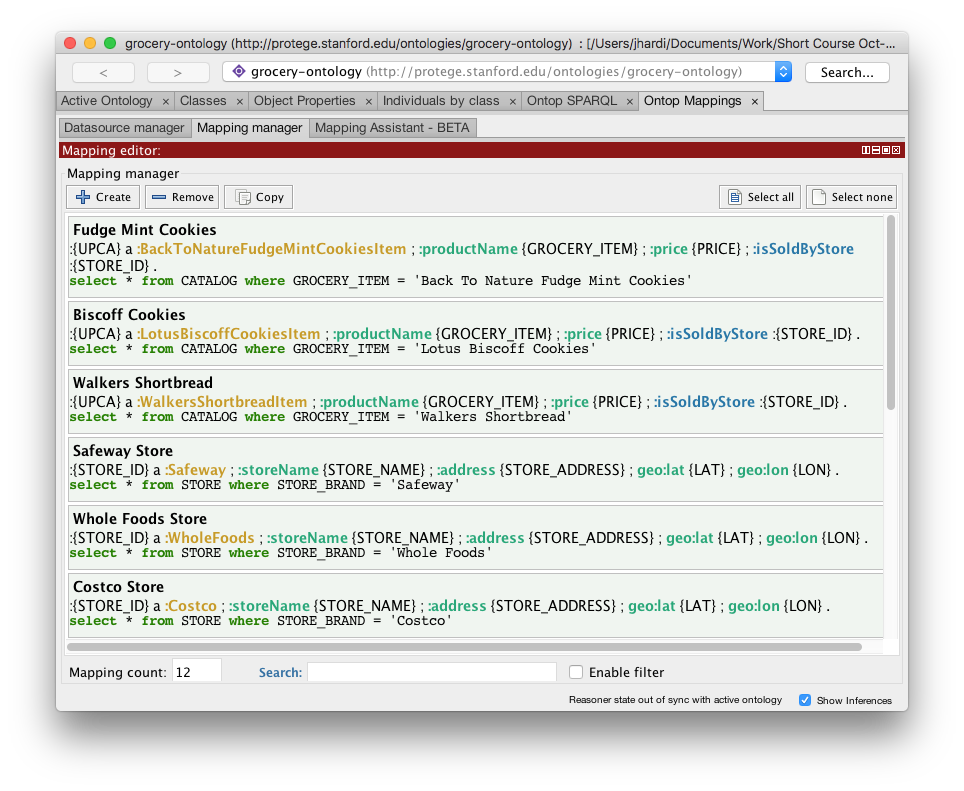 grocery-ontology (http://protege.stanford.edu/ontologies/grocery-ontology) : [/Users/jhardi/Documents/Work/Short Course Oct-...
< > grocery-ontology (http://protege.stanford.edu/ontologies/grocery-ontology) Search...
Active Ontology × Classes × Object Properties × Individuals by class × Ontop SPARQL × Ontop Mappings ×
Datasource manager Mapping manager Mapping Assistant - BETA
Mapping editor:
Mapping manager
Create Remove Copy Select all Select none
Fudge Mint Cookies
:{UPCA} a :BackToNatureFudgeMintCookiesItem ; :productName {GROCERY_ITEM} ; :price {PRICE} ; :isSoldByStore
:{STORE_ID} .
select * from CATALOG where GROCERY_ITEM = 'Back To Nature Fudge Mint Cookies'
Biscoff Cookies
:{UPCA} a :LotusBiscoffCookiesItem ; :productName {GROCERY_ITEM} ; :price {PRICE} ; :isSoldByStore :{STORE_ID} .
select * from CATALOG where GROCERY_ITEM = 'Lotus Biscoff Cookies'
Walkers Shortbread
:{UPCA} a :WalkersShortbreadItem ; :productName {GROCERY_ITEM} ; :price {PRICE} ; :isSoldByStore :{STORE_ID} .
select * from CATALOG where GROCERY_ITEM = 'Walkers Shortbread'
Safeway Store
:{STORE_ID} a :Safeway ; :storeName {STORE_NAME} ; :address {STORE_ADDRESS} ; geo:lat {LAT} ; geo:lon {LON} .
select * from STORE where STORE_BRAND = 'Safeway'
Whole Foods Store
:{STORE_ID} a :WholeFoods ; :storeName {STORE_NAME} ; :address {STORE_ADDRESS} ; geo:lat {LAT} ; geo:lon {LON} .
select * from STORE where STORE_BRAND = 'Whole Foods'
Costco Store
:{STORE_ID} a :Costco ; :storeName {STORE_NAME} ; :address {STORE_ADDRESS} ; geo:lat {LAT} ; geo:lon {LON} .
select * from STORE where STORE_BRAND = 'Costco'
Mapping count: 12 Search: Enable filter
Reasoner state out of sync with active ontology Show Inferences